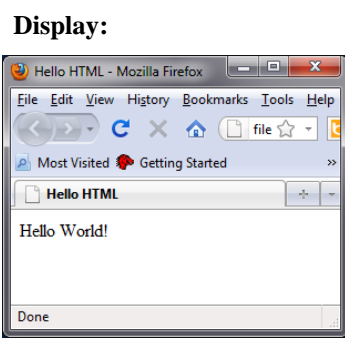 Display:
Hello HTML - Mozilla Firefox
File Edit View History Bookmarks Tools Help
file
Most Visited Getting Started »
Hello HTML
Hello World!
Done